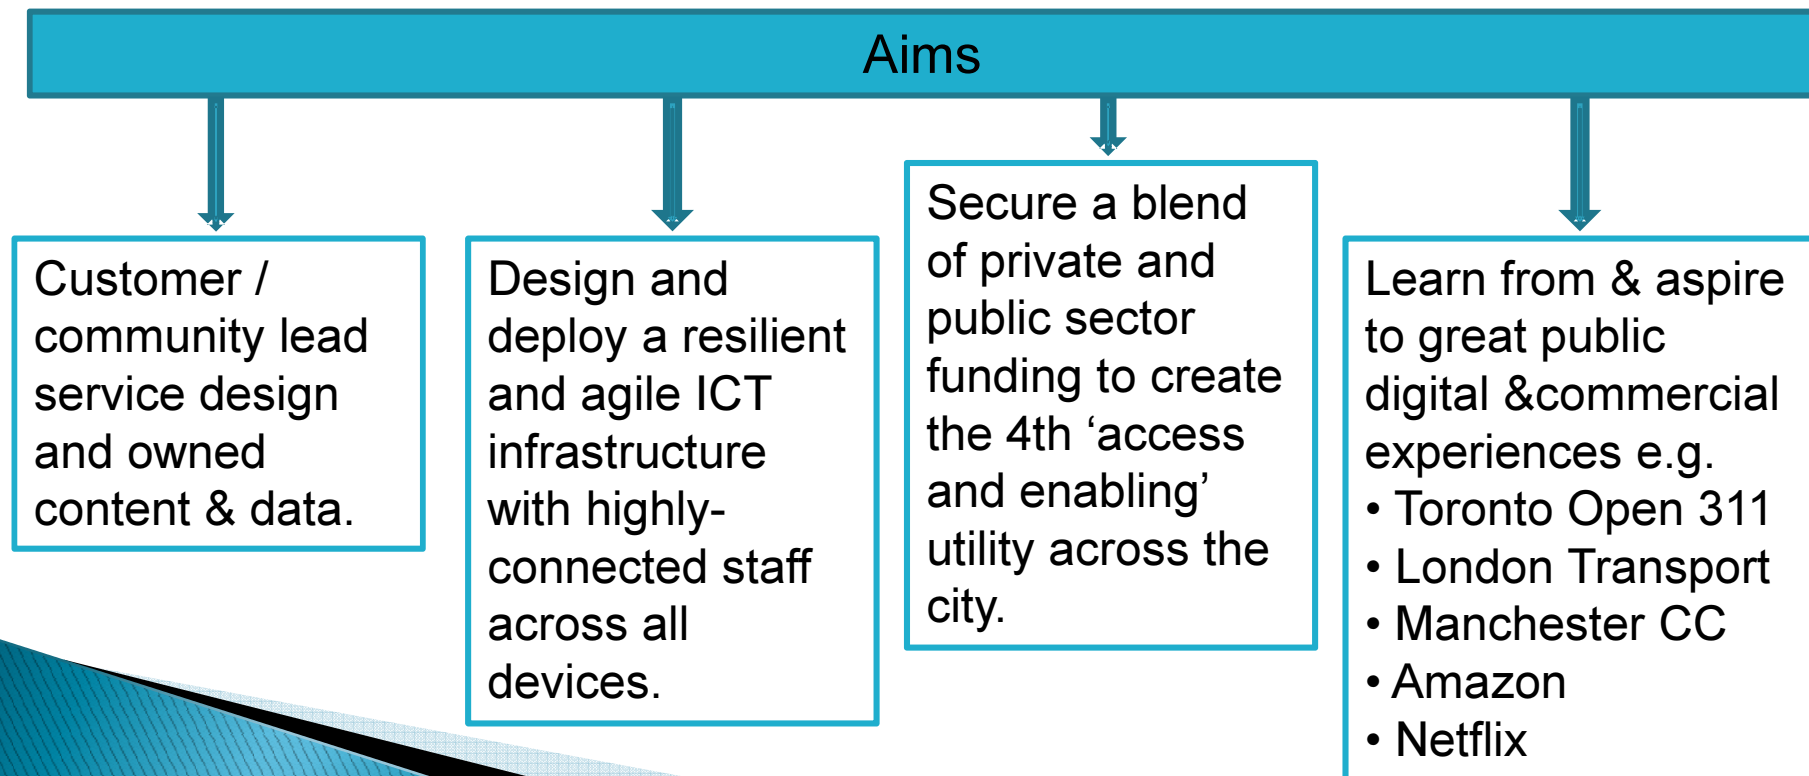 Aims
Customer /
community lead
service design
and owned
content & data.
Design and
deploy a resilient
and agile ICT
infrastructure
with highly-
connected staff
across all
devices.
Secure a blend
of private and
public sector
funding to create
the 4th ‘access
and enabling’
utility across the
city.
Learn from & aspire
to great public
digital &commercial
experiences e.g.
• Toronto Open 311
• London Transport
• Manchester CC
• Amazon
• Netflix